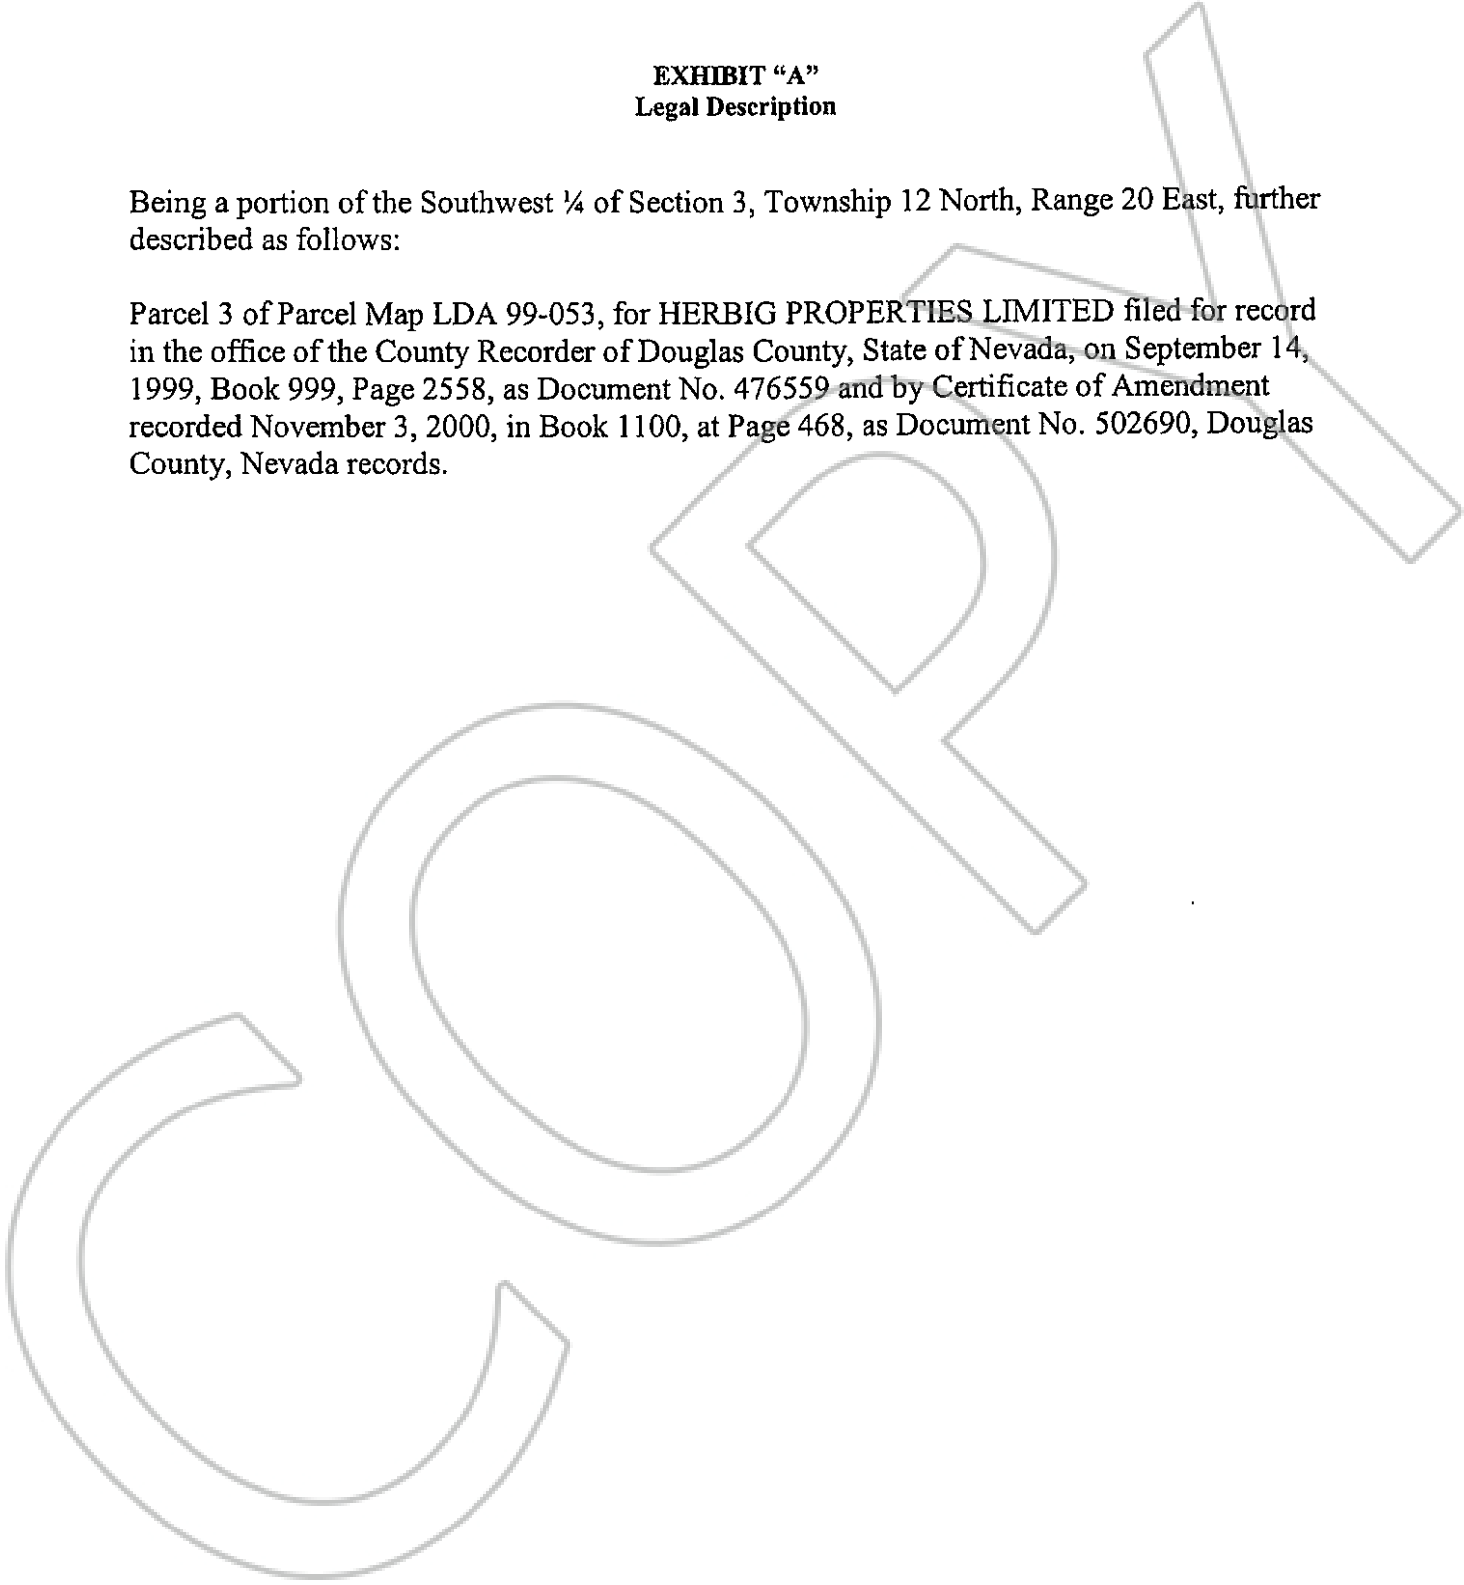 EXHIBIT “A”
Legal Description
Being a portion of the Southwest ¼ of Section 3, Township 12 North, Range 20 East, further
described as follows:
Parcel 3 of Parcel Map LDA 99-053, for HERBIG PROPERTIES LIMITED filed for record
in the office of the County Recorder of Douglas County, State of Nevada, on September 14,
1999, Book 999, Page 2558, as Document No. 476559 and by Certificate of Amendment
recorded November 3, 2000, in Book 1100, at Page 468, as Document No. 502690, Douglas
County, Nevada records.
COPY